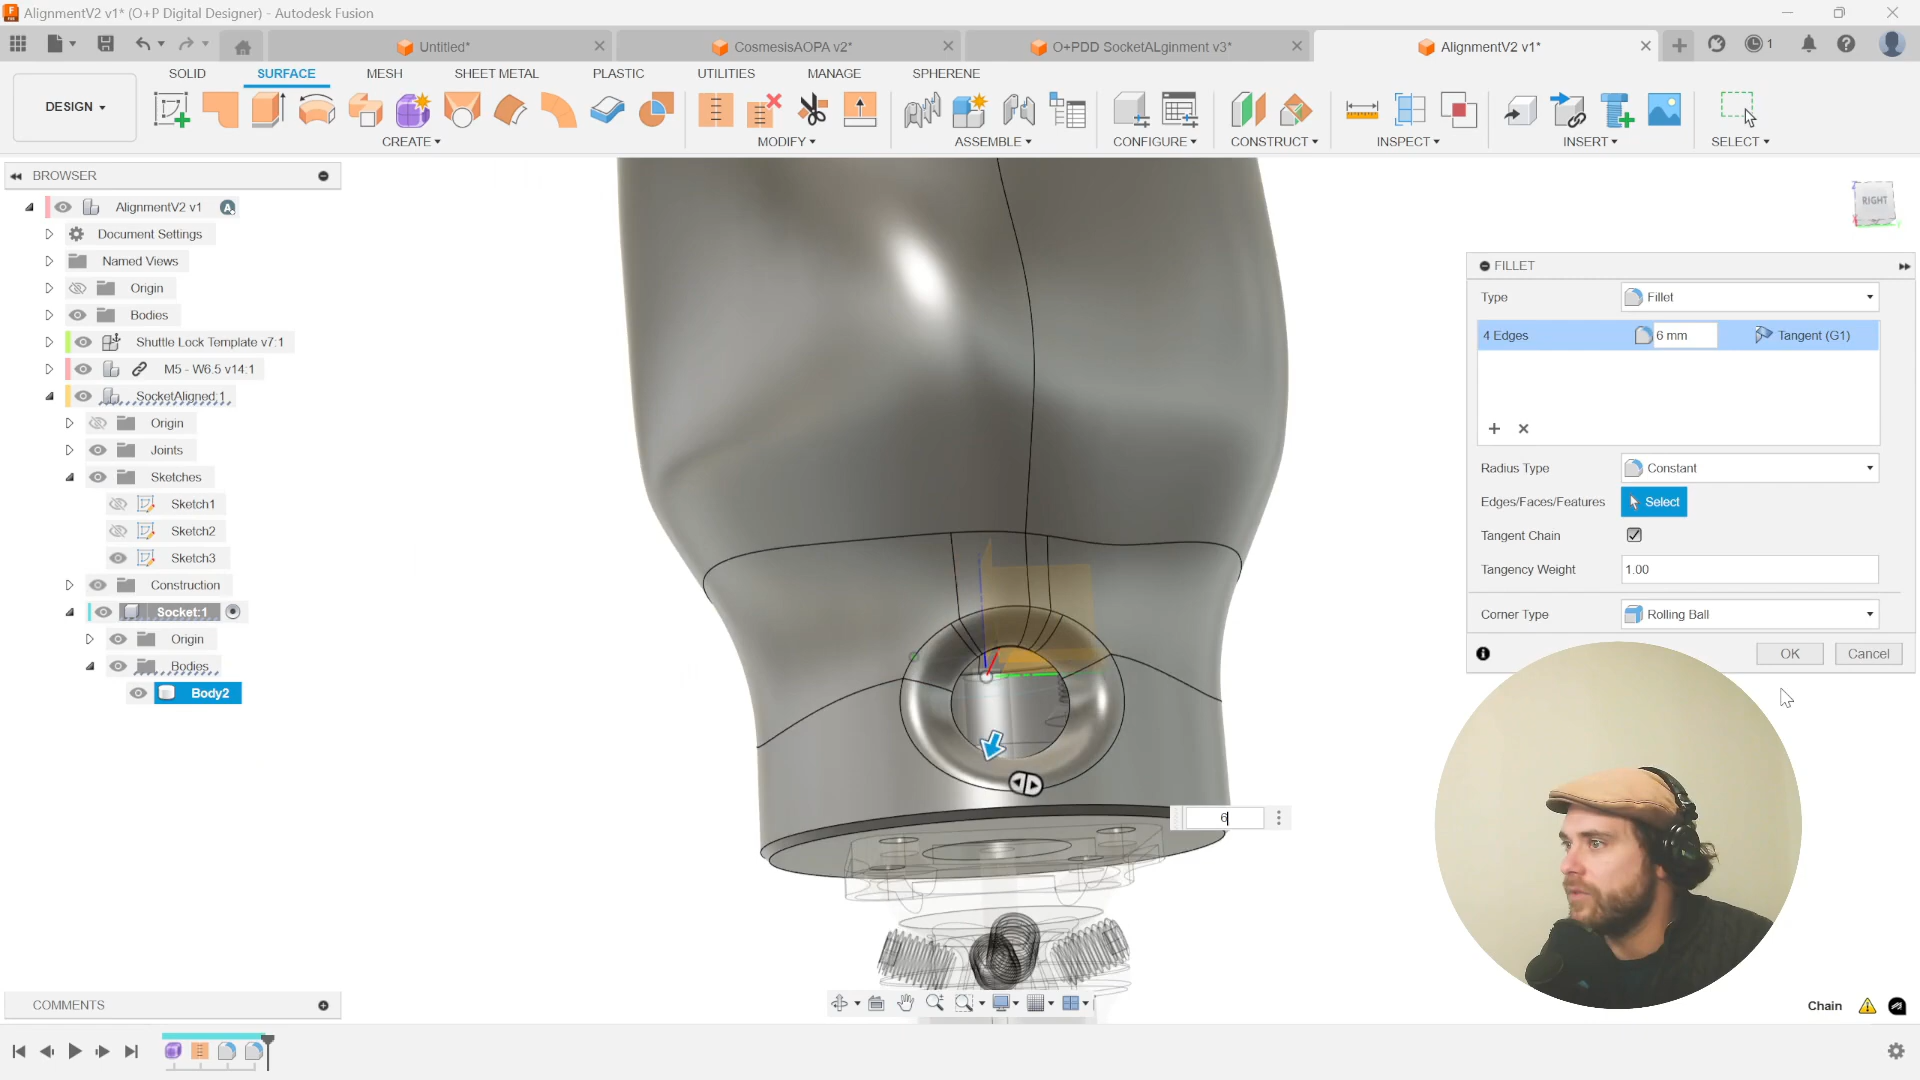 AlignmentV2 v1* (O+P Digital Designer) - Autodesk Fusion
Untitled*
CosmesisAOPA v2*
O+PDD SocketALginment v3*
AlignmentV2 v1*
1
DESIGN
SOLID
SURFACE
MESH
SHEET METAL
PLASTIC
UTILITIES
MANAGE
SPHERENE
CREATE
MODIFY
ASSEMBLE
CONFIGURE
CONSTRUCT
INSPECT
INSERT
SELECT
BROWSER
AlignmentV2 v1
A
Document Settings
Named Views
Origin
Bodies
Shuttle Lock Template v7:1
M5 - W6.5 v14:1
SocketAligned:1
Origin
Joints
Sketches
Sketch1
Sketch2
Sketch3
Construction
Socket:1
Origin
Bodies
Body2
RIGHT
FILLET
Type
Fillet
4 Edges
6 mm
Tangent (G1)
Radius Type
Constant
Edges/Faces/Features
Select
Tangent Chain
Tangency Weight
1.00
Corner Type
Rolling Ball
OK
Cancel
6
COMMENTS
Chain